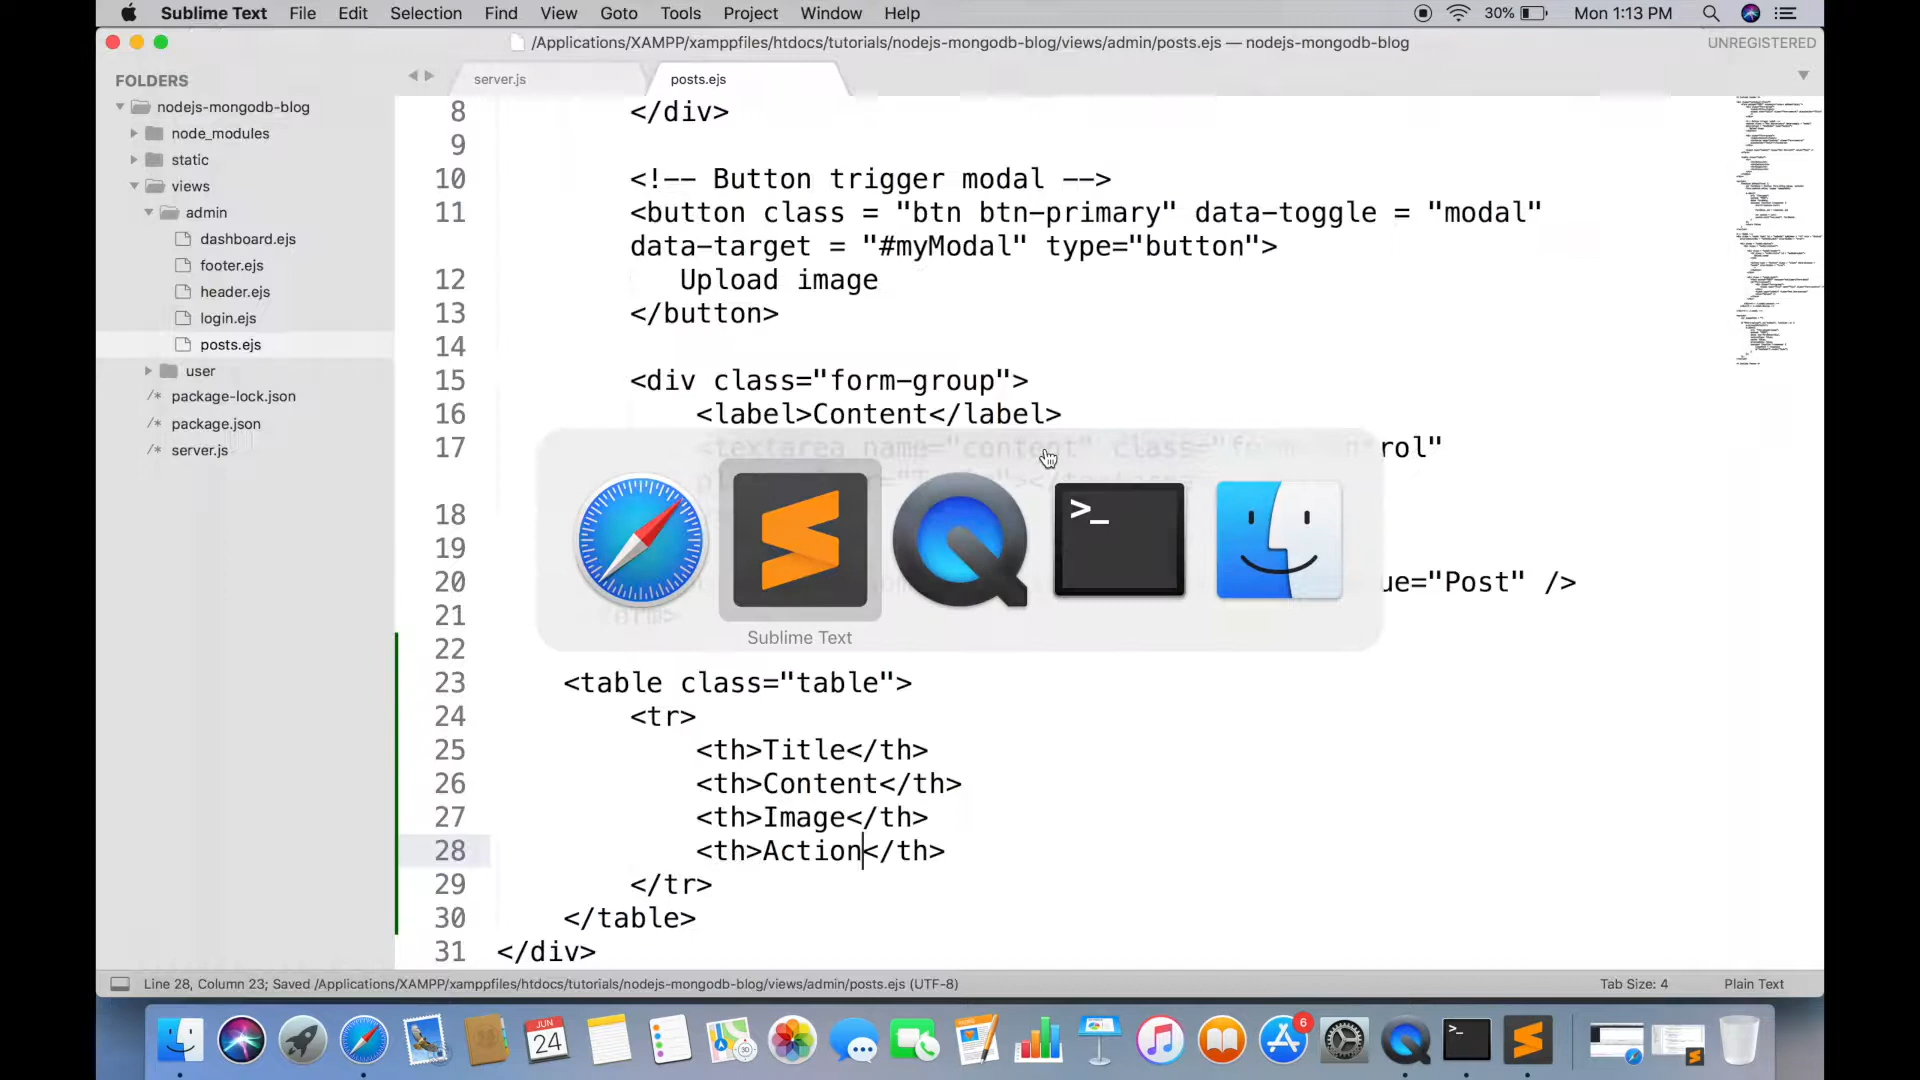 Sublime Text File Edit Selection Find View Goto Tools Project Window Help 30% Mon 1:13 PM
/Applications/XAMPP/xamppfiles/htdocs/tutorials/nodejs-mongodb-blog/views/admin/posts.ejs — nodejs-mongodb-blog UNREGISTERED
FOLDERS
nodejs-mongodb-blog
node_modules
static
views
admin
dashboard.ejs
footer.ejs
header.ejs
login.ejs
posts.ejs
user
/* package-lock.json
/* package.json
/* server.js
server.js posts.ejs
8 </div>
9
10 <!-- Button trigger modal -->
11 <button class = "btn btn-primary" data-toggle = "modal"
data-target = "#myModal" type="button">
12 Upload image
13 </button>
14
15 <div class="form-group">
16 <label>Content</label>
17 <textarea name="content" class="form-control"
18
19
20 ue="Post" />
21
22
23 <table class="table">
24 <tr>
25 <th>Title</th>
26 <th>Content</th>
27 <th>Image</th>
28 <th>Action</th>
29 </tr>
30 </table>
31 </div>
>_
Sublime Text
Line 28, Column 23; Saved /Applications/XAMPP/xamppfiles/htdocs/tutorials/nodejs-mongodb-blog/views/admin/posts.ejs (UTF-8) Tab Size: 4 Plain Text
JUN
24
6
>_